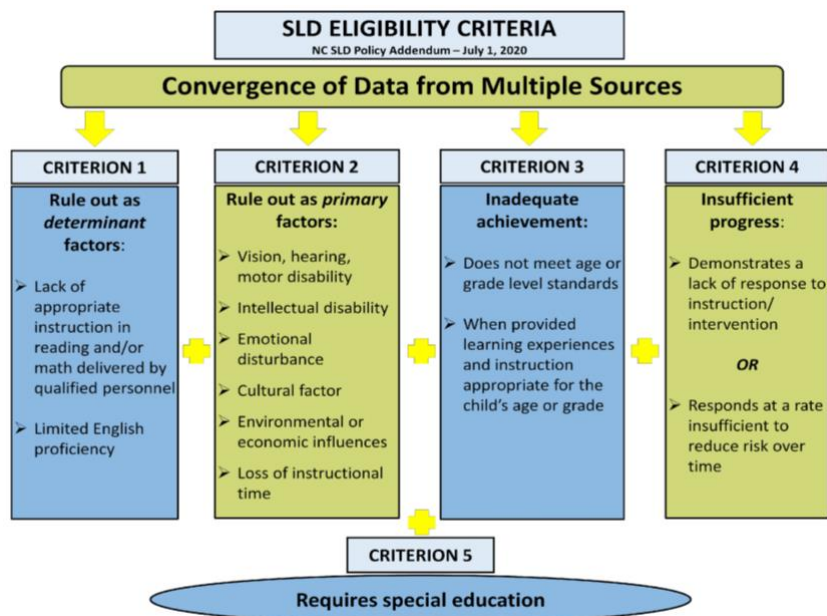 SLD ELIGIBILITY CRITERIA
NC SLD Policy Addendum – July 1, 2020
Convergence of Data from Multiple Sources
CRITERION 1
Rule out as
determinant
factors:
➢ Lack of
appropriate
instruction in
reading and/or
math delivered by
qualified personnel
➢ Limited English
proficiency
CRITERION 2
Rule out as primary
factors:
➢ Vision, hearing,
motor disability
➢ Intellectual disability
➢ Emotional
disturbance
➢ Cultural factor
➢ Environmental or
economic influences
➢ Loss of instructional
time
CRITERION 3
Inadequate
achievement:
➢ Does not meet age or
grade level standards
➢ When provided
learning experiences
and instruction
appropriate for the
child's age or grade
CRITERION 4
Insufficient
progress:
➢ Demonstrates a
lack of response to
instruction/
intervention
OR
➢ Responds at a rate
insufficient to
reduce risk over
time
CRITERION 5
Requires special education